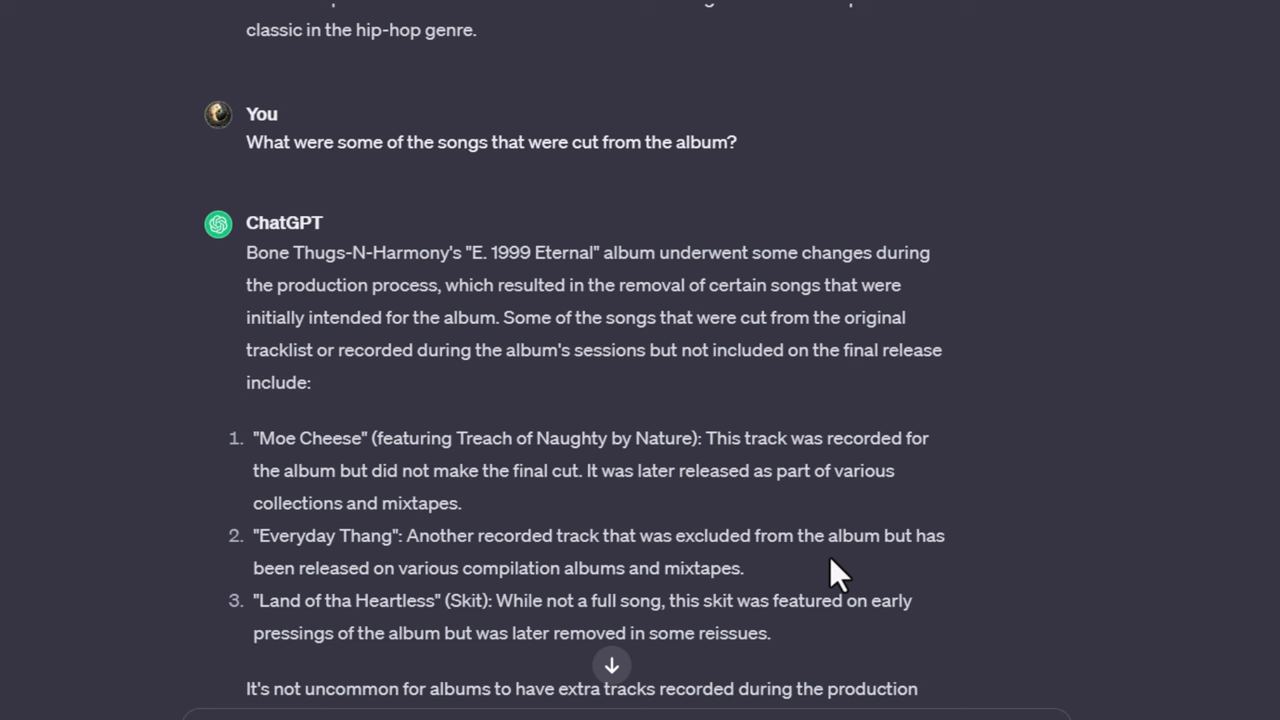 classic in the hip-hop genre.
You
What were some of the songs that were cut from the album?
ChatGPT
Bone Thugs-N-Harmony's "E. 1999 Eternal" album underwent some changes during
the production process, which resulted in the removal of certain songs that were
initially intended for the album. Some of the songs that were cut from the original
tracklist or recorded during the album's sessions but not included on the final release
include:
1. "Moe Cheese" (featuring Treach of Naughty by Nature): This track was recorded for
the album but did not make the final cut. It was later released as part of various
collections and mixtapes.
2. "Everyday Thang": Another recorded track that was excluded from the album but has
been released on various compilation albums and mixtapes.
3. "Land of tha Heartless" (Skit): While not a full song, this skit was featured on early
pressings of the album but was later removed in some reissues.
It's not uncommon for albums to have extra tracks recorded during the production